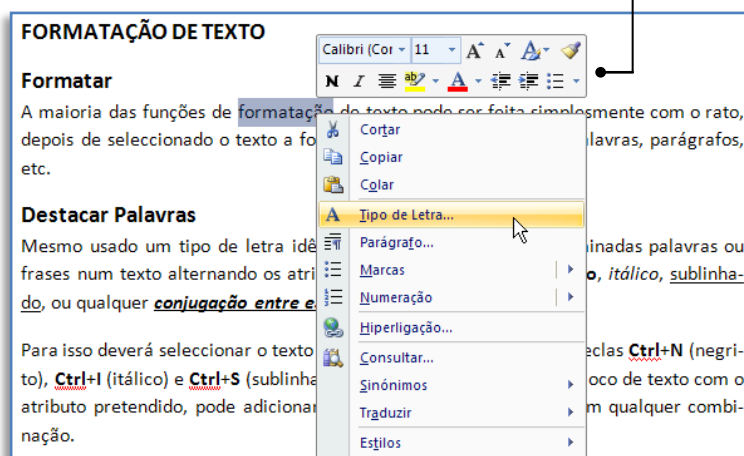 FORMATAÇÃO DE TEXTO
Calibri (Cor 11 A A A
N I ab A
Formatar
A maioria das funções de formatação de texto pode ser feita simplesmente com o rato,
depois de seleccionado o texto a fo lavras, parágrafos,
etc.
Destacar Palavras
Mesmo usado um tipo de letra idê inadas palavras ou
frases num texto alternando os atri o, itálico, sublinha-
do, ou qualquer conjugação entre e
Para isso deverá seleccionar o texto eclas Ctrl+N (negri-
to), Ctrl+I (itálico) e Ctrl+S (sublinha oco de texto com o
atributo pretendido, pode adicionar m qualquer combi-
nação.
Cortar
Copiar
Colar
A Tipo de Letra...
Parágrafo...
Marcas
Numeração
Hiperligação...
Consultar...
Sinónimos
Traduzir
Estilos